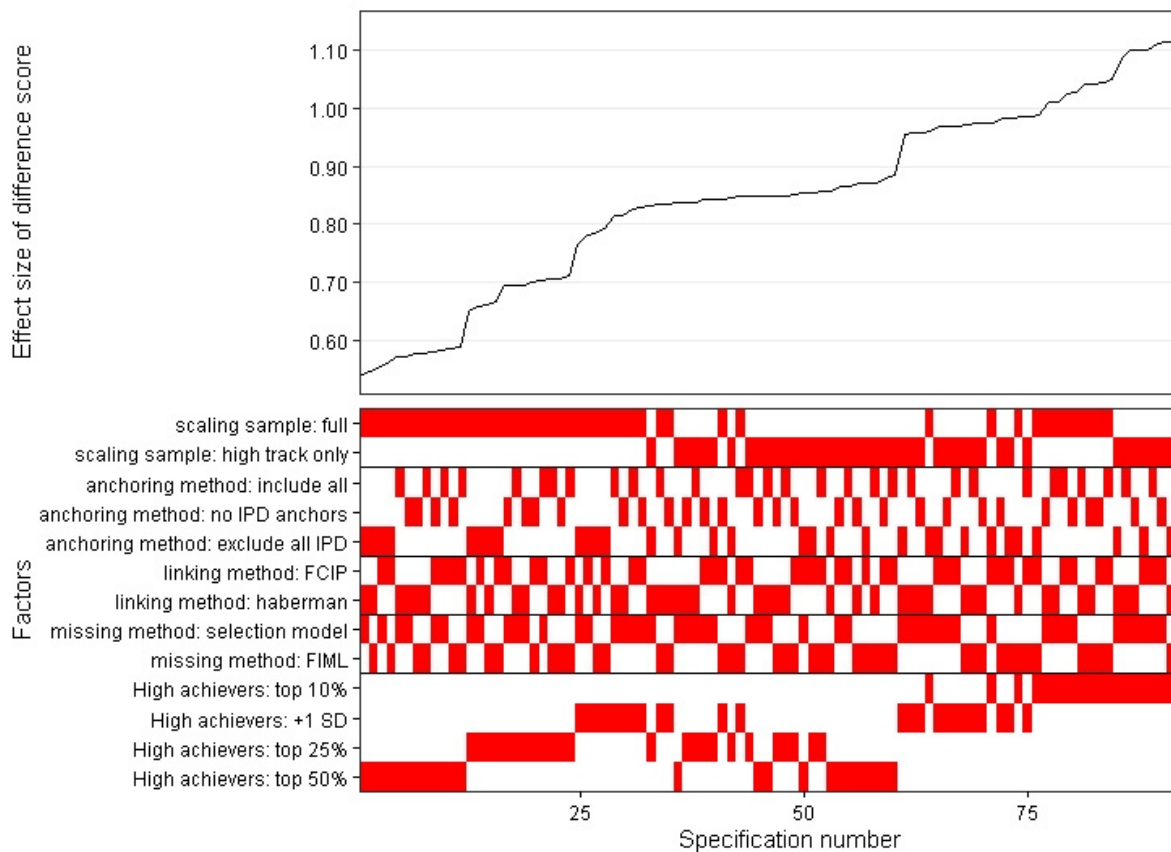 Effect size of difference score
1.10
1.00
0.90
0.80
0.70
0.60
Factors
scaling sample: full
scaling sample: high track only
anchoring method: include all
anchoring method: no IPD anchors
anchoring method: exclude all IPD
linking method: FCIP
linking method: haberman
missing method: selection model
missing method: FIML
High achievers: top 10%
High achievers: +1 SD
High achievers: top 25%
High achievers: top 50%
25 50 75
Specification number